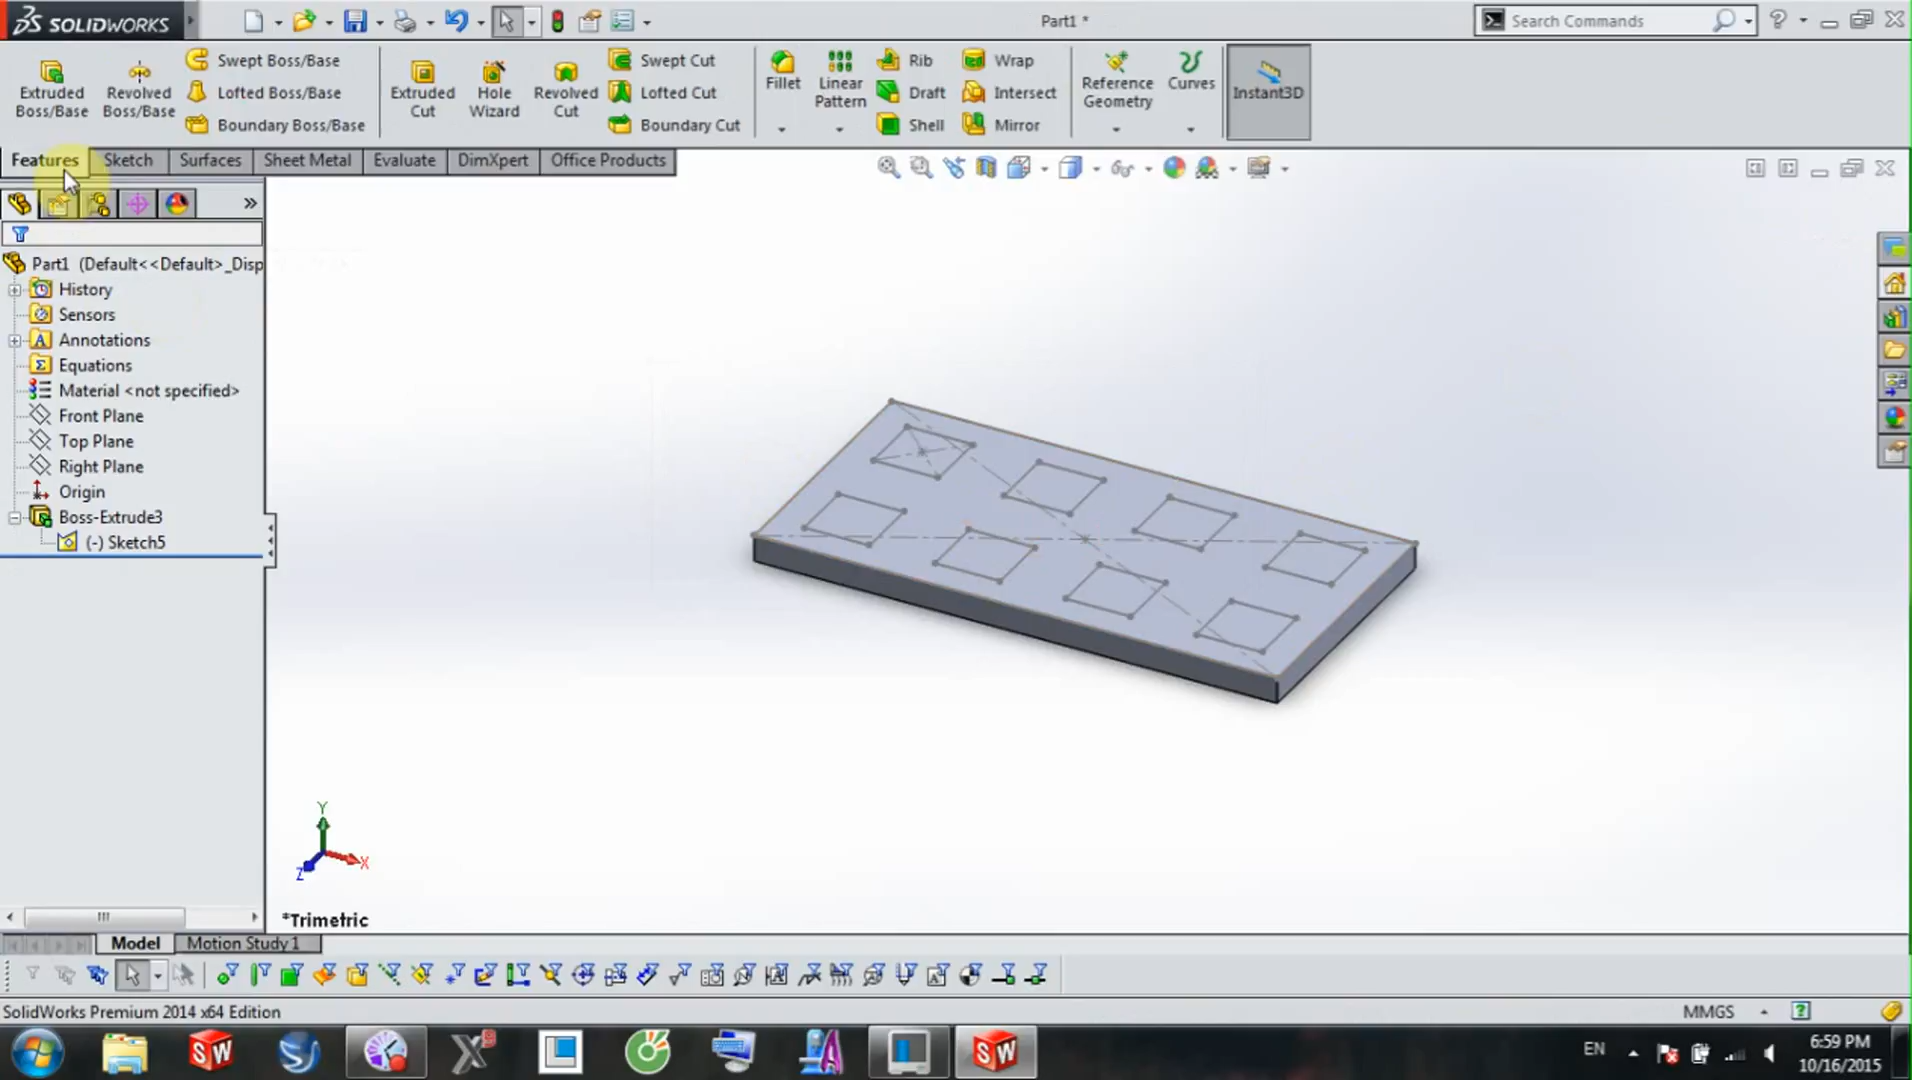 SOLIDWORKS
Part1 *
Search Commands
Extruded Boss/Base
Revolved Boss/Base
Swept Boss/Base
Lofted Boss/Base
Boundary Boss/Base
Extruded Cut
Hole Wizard
Revolved Cut
Swept Cut
Lofted Cut
Boundary Cut
Fillet
Linear Pattern
Rib
Draft
Shell
Wrap
Intersect
Mirror
Reference Geometry
Curves
Instant3D
Features
Sketch
Surfaces
Sheet Metal
Evaluate
DimXpert
Office Products
Part1 (Default<<Default>_Disp
History
Sensors
Annotations
Equations
Material <not specified>
Front Plane
Top Plane
Right Plane
Origin
Boss-Extrude3
(-) Sketch5
Y
X
Z
*Trimetric
Model
Motion Study 1
SolidWorks Premium 2014 x64 Edition
MMGS
EN
6:59 PM
10/16/2015